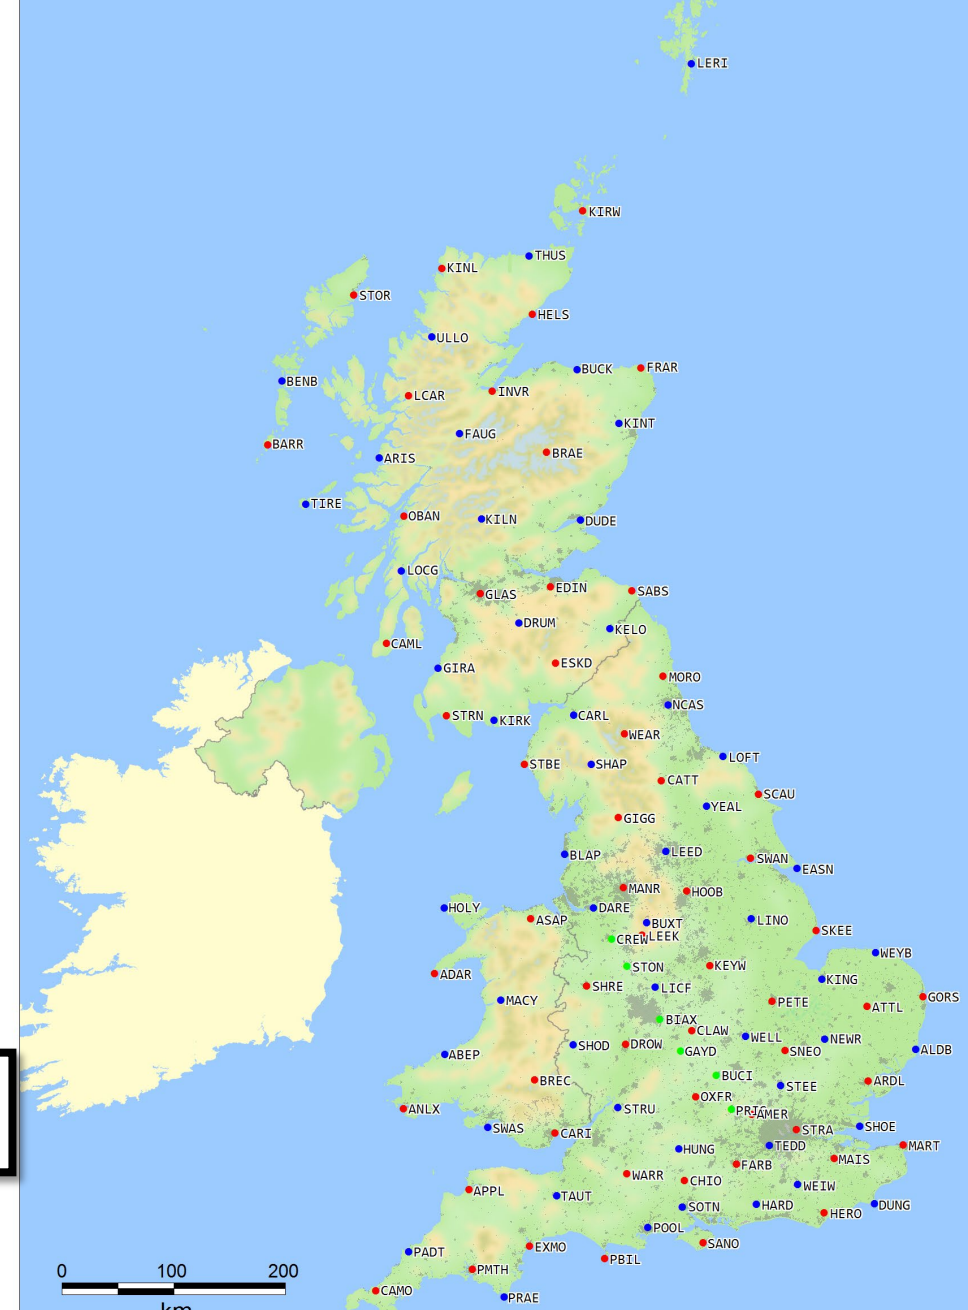 LERI
KIRW
THUS
KINL
STOR
HELS
ULLO
FRAR
BUCK
BENB
INVR
LCAR
KINT
FAUG
BARR
BRAE
ARIS
TIRE
OBAN
KILN
DUDE
LOCG
EDIN
SABS
GLAS
DRUM
KELO
CAML
ESKD
GIRA
MORO
NCAS
STRN
CARL
KIRK
WEAR
LOFT
STBE
SHAP
CATT
SCAU
YEAL
GIGG
LEED
BLAP
SWAN
EASN
MANR
HOOB
HOLY
DARE
ASAP
LINO
BUXT
SKEE
LEEK
CREW
WEYB
KEYW
STON
ADAR
KING
SHRE
LICF
GORS
MACY
PETE
ATTL
BIAX
CLAW
WELL
NEWR
DROW
SHOD
ALDB
GAYD
SNEO
ABEP
BUCI
BREC
ARDL
STEE
OXFR
ANLX
STRU
PRIS
AMER
SHOE
SWAS
STRA
CARI
TEDD
MART
HUNG
MAIS
FARB
WARR
CHIO
WEIW
APPL
TAUT
HARD
DUNG
SOTN
HERO
POOL
SANO
EXMO
PADT
PBIL
PMTH
0 100 200
CAMO
PRAE
km